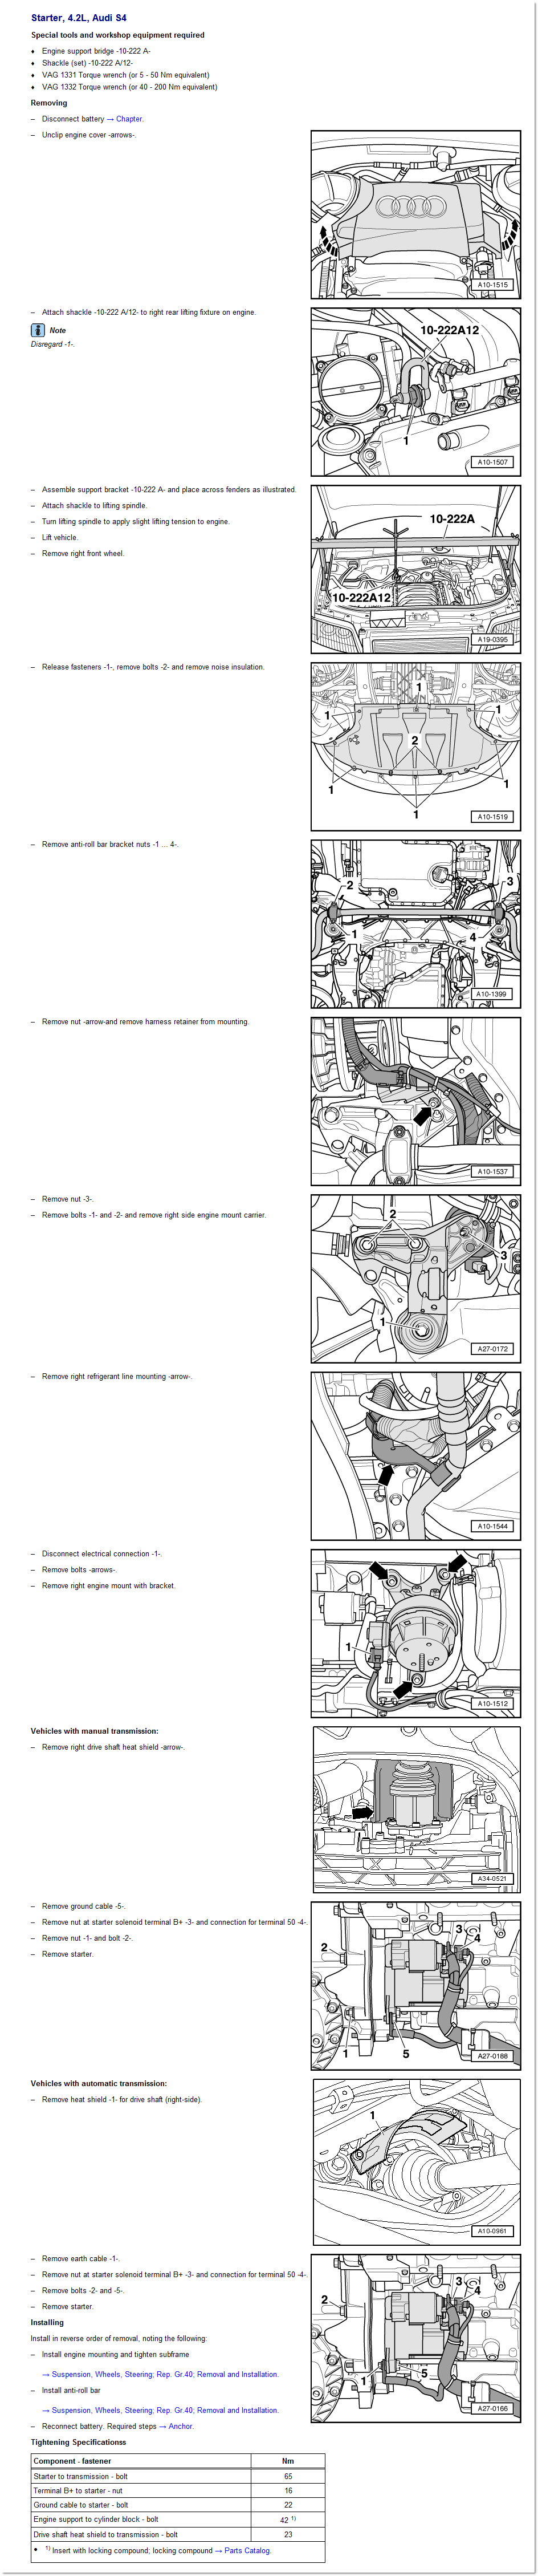 Starter, 4.2L, Audi S4
Special tools and workshop equipment required
♦ Engine support bridge -10-222 A-
♦ Shackle (set) -10-222 A/12-
♦ VAG 1331 Torque wrench (or 5 - 50 Nm equivalent)
♦ VAG 1332 Torque wrench (or 40 - 200 Nm equivalent)
Removing
– Disconnect battery → Chapter.
– Unclip engine cover -arrows-.
A10-1515
– Attach shackle -10-222 A/12- to right rear lifting fixture on engine.
Note
Disregard -1-.
10-222A12
1
A10-1507
– Assemble support bracket -10-222 A- and place across fenders as illustrated.
– Attach shackle to lifting spindle.
– Turn lifting spindle to apply slight lifting tension to engine.
– Lift vehicle.
– Remove right front wheel.
10-222A
10-222A12
A19-0395
– Release fasteners -1-, remove bolts -2- and remove noise insulation.
1
1
1
2
1
1
1
A10-1519
– Remove anti-roll bar bracket nuts -1 ... 4-.
2
3
1
4
A10-1399
– Remove nut -arrow-and remove harness retainer from mounting.
A10-1537
– Remove nut -3-.
– Remove bolts -1- and -2- and remove right side engine mount carrier.
2
3
1
A27-0172
– Remove right refrigerant line mounting -arrow-.
A10-1544
– Disconnect electrical connection -1-.
– Remove bolts -arrows-.
– Remove right engine mount with bracket.
1
A10-1512
Vehicles with manual transmission:
– Remove right drive shaft heat shield -arrow-.
A34-0521
– Remove ground cable -5-.
– Remove nut at starter solenoid terminal B+ -3- and connection for terminal 50 -4-.
– Remove nut -1- and bolt -2-.
– Remove starter.
3
4
2
1
5
A27-0188
Vehicles with automatic transmission:
– Remove heat shield -1- for drive shaft (right-side).
1
A10-0961
– Remove earth cable -1-.
– Remove nut at starter solenoid terminal B+ -3- and connection for terminal 50 -4-.
– Remove bolts -2- and -5-.
– Remove starter.
3
4
2
1
5
A27-0166
Installing
Install in reverse order of removal, noting the following:
– Install engine mounting and tighten subframe
→ Suspension, Wheels, Steering; Rep. Gr.40; Removal and Installation.
– Install anti-roll bar
→ Suspension, Wheels, Steering; Rep. Gr.40; Removal and Installation.
– Reconnect battery. Required steps → Anchor.
Tightening Specificationss
Component - fastener Nm
Starter to transmission - bolt 65
Terminal B+ to starter - nut 16
Ground cable to starter - bolt 22
Engine support to cylinder block - bolt 42 1)
Drive shaft heat shield to transmission - bolt 23
• 1) Insert with locking compound; locking compound → Parts Catalog.